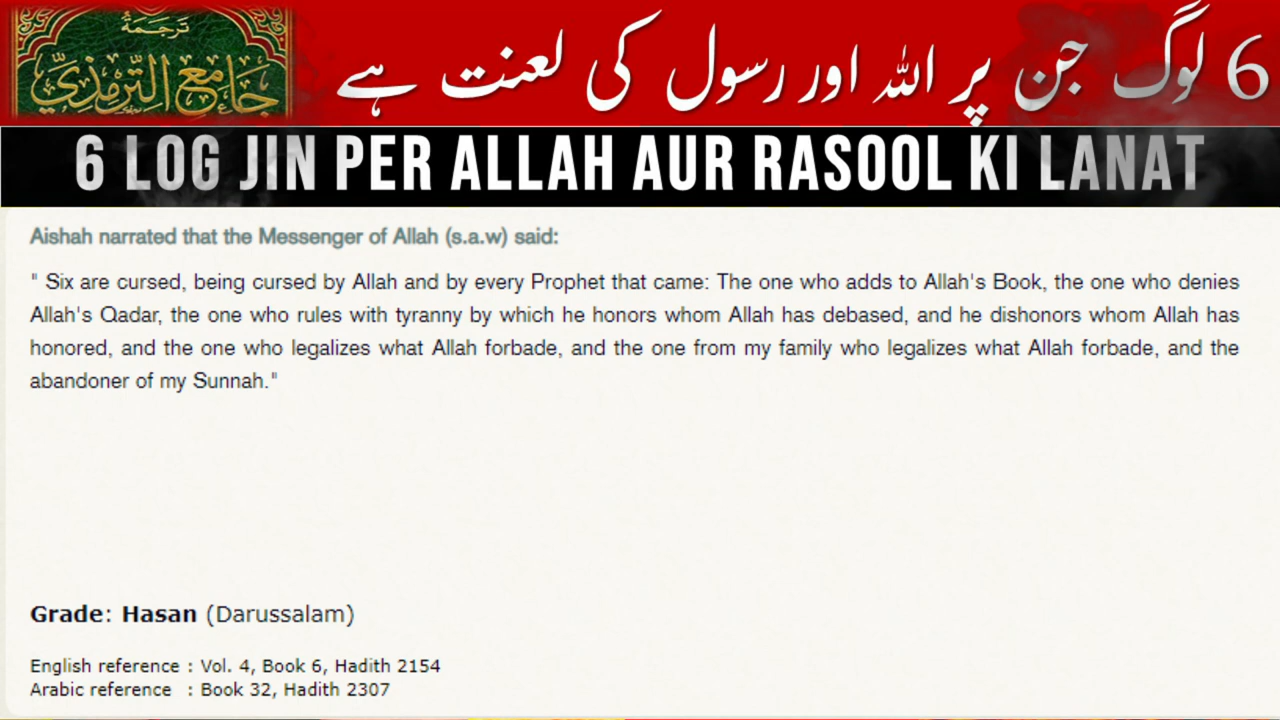 ترجمة
جامع الترمذي
6 لوگ جن پر اللہ اور رسول کی لعنت ہے
6 LOG JIN PER ALLAH AUR RASOOL KI LANAT
Aishah narrated that the Messenger of Allah (s.a.w) said:
" Six are cursed, being cursed by Allah and by every Prophet that came: The one who adds to Allah's Book, the one who denies
Allah's Qadar, the one who rules with tyranny by which he honors whom Allah has debased, and he dishonors whom Allah has
honored, and the one who legalizes what Allah forbade, and the one from my family who legalizes what Allah forbade, and the
abandoner of my Sunnah."
Grade: Hasan (Darussalam)
English reference : Vol. 4, Book 6, Hadith 2154
Arabic reference : Book 32, Hadith 2307